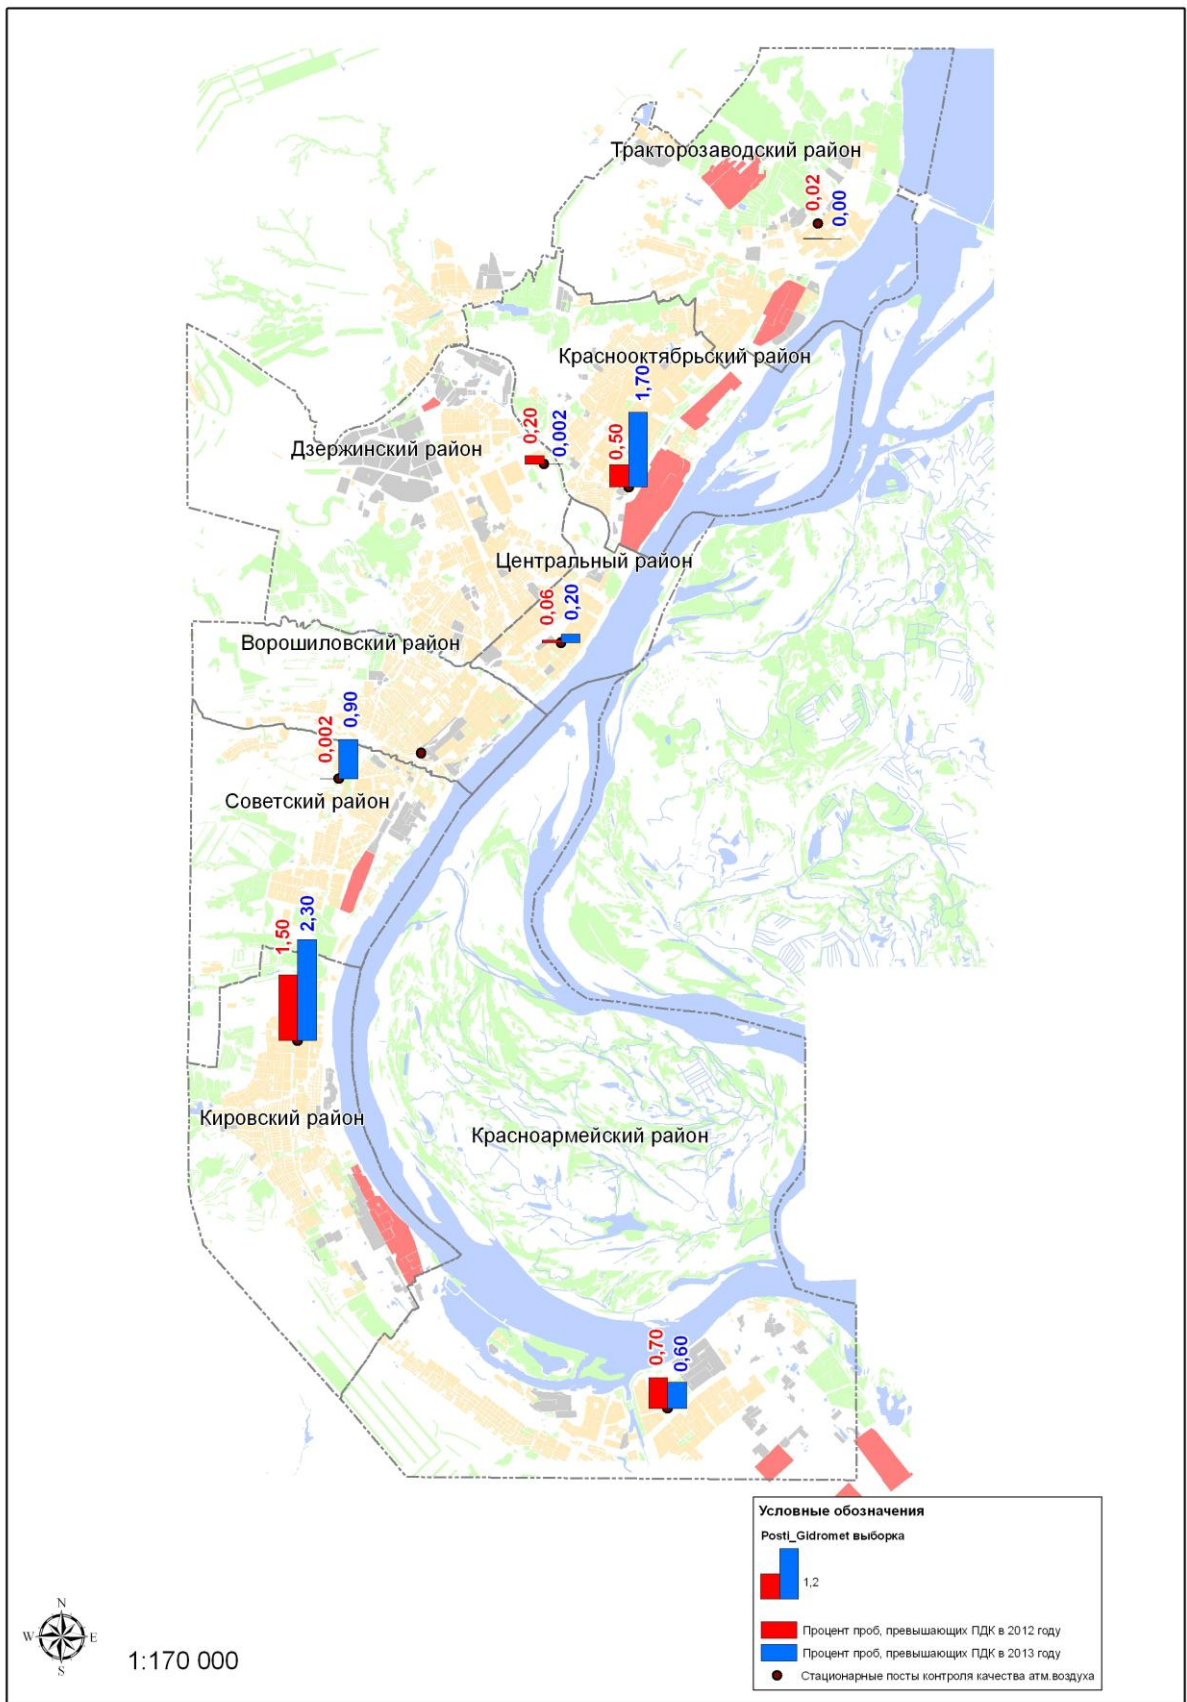 Тракторозаводский район
0,02
0,00
Краснооктябрьский район
1,70
0,50
0,20
0,002
Дзержинский район
Центральный район
0,06
0,20
Ворошиловский район
0,002
0,90
Советский район
1,50
2,30
Кировский район
Красноармейский район
0,70
0,60
Условные обозначения
Posti_Gidromet выборка
1,2
Процент проб, превышающих ПДК в 2012 году
Процент проб, превышающих ПДК в 2013 году
Стационарные посты контроля качества атм.воздуха
N
W E
S
1:170 000